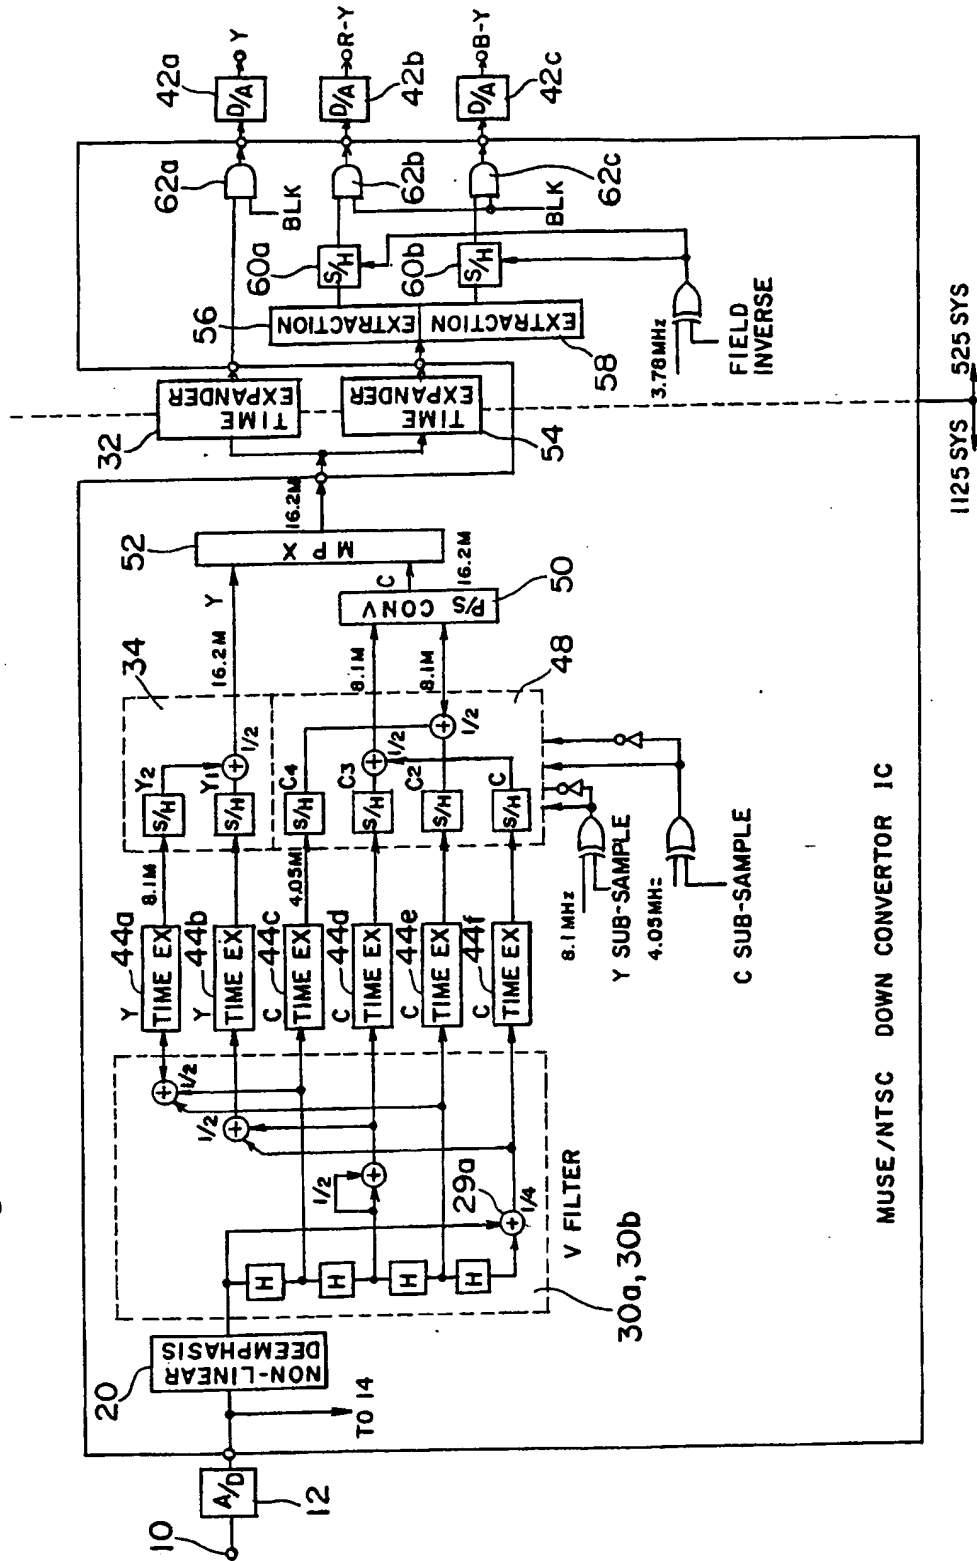 10
A/D
12
TO 14
20
NON-LINEAR
DEEMPHASIS
H
H
H
H
1/2
1/2
1/2
29a
1/4
V FILTER
30a, 30b
Y
44a
TIME EX
Y
44b
TIME EX
C
44c
TIME EX
C
44d
TIME EX
C
44e
TIME EX
C
44f
TIME EX
8.1M
4.05M
34
S/H
Y2
S/H
Y1
1/2
S/H
C4
S/H
C3
1/2
S/H
C2
1/2
S/H
C
48
8.1MHz
Y SUB-SAMPLE
4.05MHz
C SUB-SAMPLE
16.2M
Y
8.1M
8.1M
P/S
CONV
50
C
16.2M
52
MPX
16.2M
32
TIME
EXPANDER
TIME
EXPANDER
54
56
EXTRACTION
EXTRACTION
58
60a
S/H
60b
S/H
3.78MHz
FIELD
INVERSE
62a
BLK
62b
62c
BLK
42a
D/A
Y
D/A
R-Y
42b
D/A
B-Y
42c
MUSE/NTSC DOWN CONVERTOR IC
1125 SYS
525 SYS